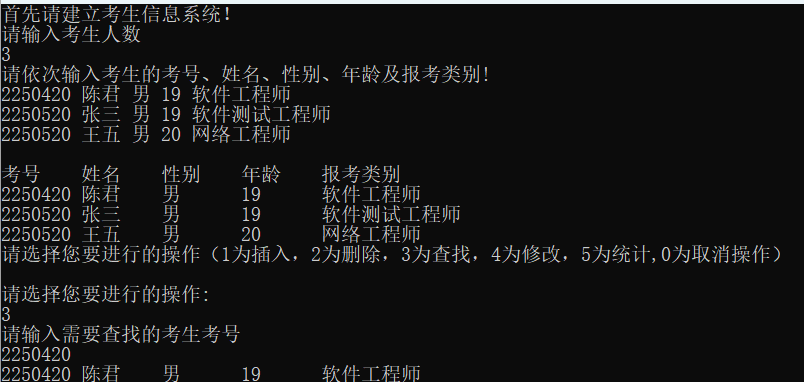 首先请建立考生信息系统!
请输入考生人数
3
请依次输入考生的考号、姓名、性别、年龄及报考类别!
2250420 陈君 男 19 软件工程师
2250520 张三 男 19 软件测试工程师
2250520 王五 男 20 网络工程师
考号 姓名 性别 年龄 报考类别
2250420 陈君 男 19 软件工程师
2250520 张三 男 19 软件测试工程师
2250520 王五 男 20 网络工程师
请选择您要进行的操作（1为插入，2为删除，3为查找，4为修改，5为统计,0为取消操作）
请选择您要进行的操作:
3
请输入需要查找的考生考号
2250420
2250420 陈君 男 19 软件工程师